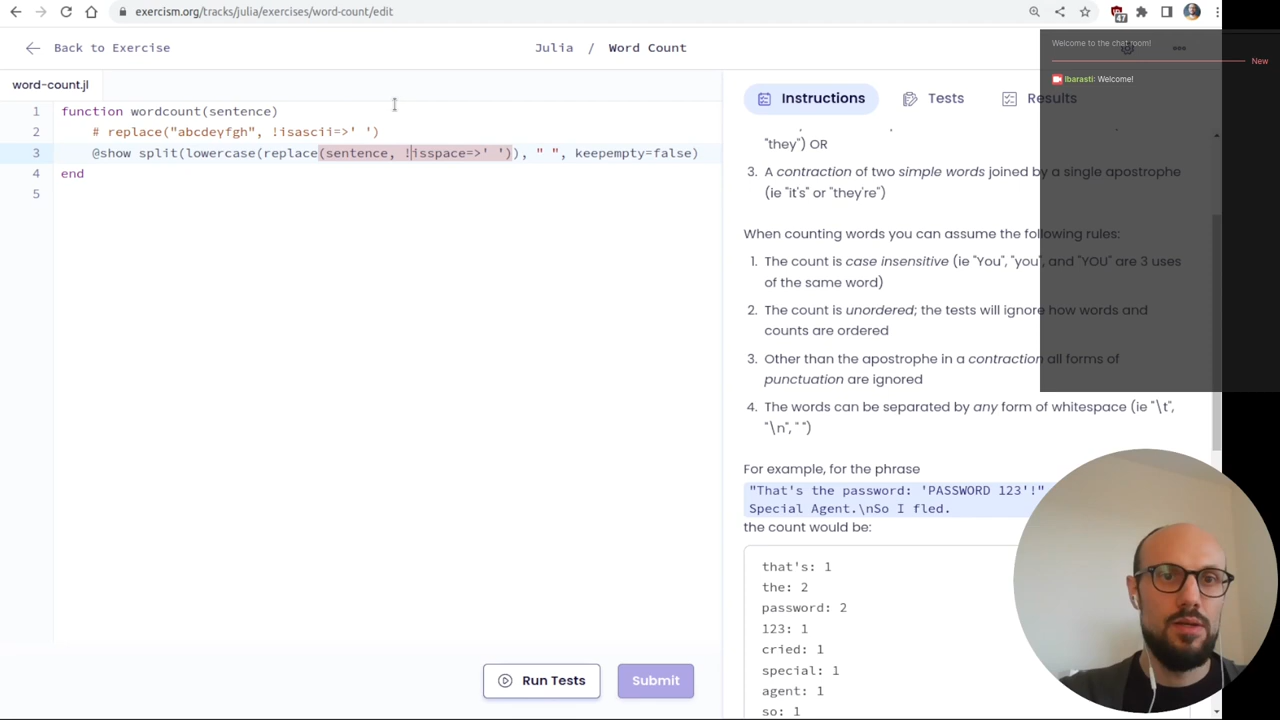 exercism.org/tracks/julia/exercises/word-count/edit
47
Back to Exercise
Julia / Word Count
Welcome to the chat room!
New
lbarasti: Welcome!
word-count.jl
Instructions
Tests
Results
1 function wordcount(sentence)
2 # replace("abcdeyfgh", !isascii=>' ')
3 @show split(lowercase(replace(sentence, !isspace=>' ')), " ", keepempty=false)
4 end
5
"they") OR
3. A contraction of two simple words joined by a single apostrophe
(ie "it's" or "they're")
When counting words you can assume the following rules:
1. The count is case insensitive (ie "You", "you", and "YOU" are 3 uses
of the same word)
2. The count is unordered; the tests will ignore how words and
counts are ordered
3. Other than the apostrophe in a contraction all forms of
punctuation are ignored
4. The words can be separated by any form of whitespace (ie "\t",
"\n", " ")
For example, for the phrase
"That's the password: 'PASSWORD 123'!"
Special Agent.\nSo I fled.
the count would be:
that's: 1
the: 2
password: 2
123: 1
cried: 1
special: 1
agent: 1
so: 1
Run Tests
Submit